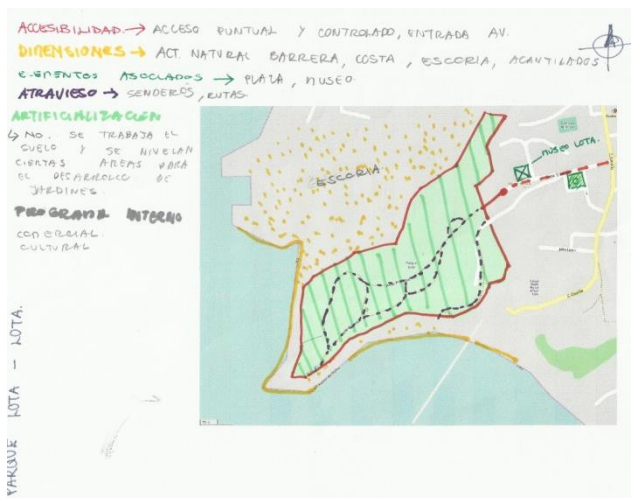 ACCESIBILIDAD → ACCESO PUNTUAL Y CONTROLADO, ENTRADA AV.
DIMENSIONES → ACT. NATURAL BARRERA, COSTA, ESCORIA, ACANTILADOS
ELEMENTOS ASOCIADOS → PLAZA, MUSEO.
ATRAVIESO → SENDEROS, RUTAS.
ARTIFICIALIZACIÓN
↳ NO. SE TRABAJA EL
SUELO Y SE NIVELAN
CIERTAS AREAS PARA
EL DESARROLLO DE
JARDINES.
PROGRAMA INTERNO
COMERCIAL
CULTURAL
ESCORIA
MUSEO LOTA.
PARQUE LOTA - LOTA.